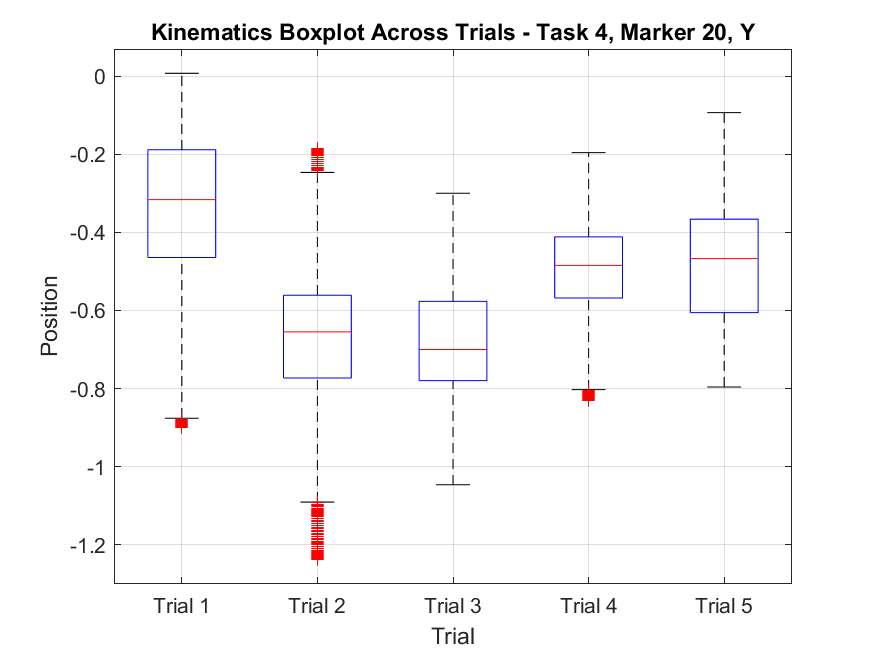 Kinematics Boxplot Across Trials - Task 4, Marker 20, Y
0
-0.2
-0.4
-0.6
-0.8
-1
-1.2
Position
Trial 1
Trial 2
Trial 3
Trial 4
Trial 5
Trial